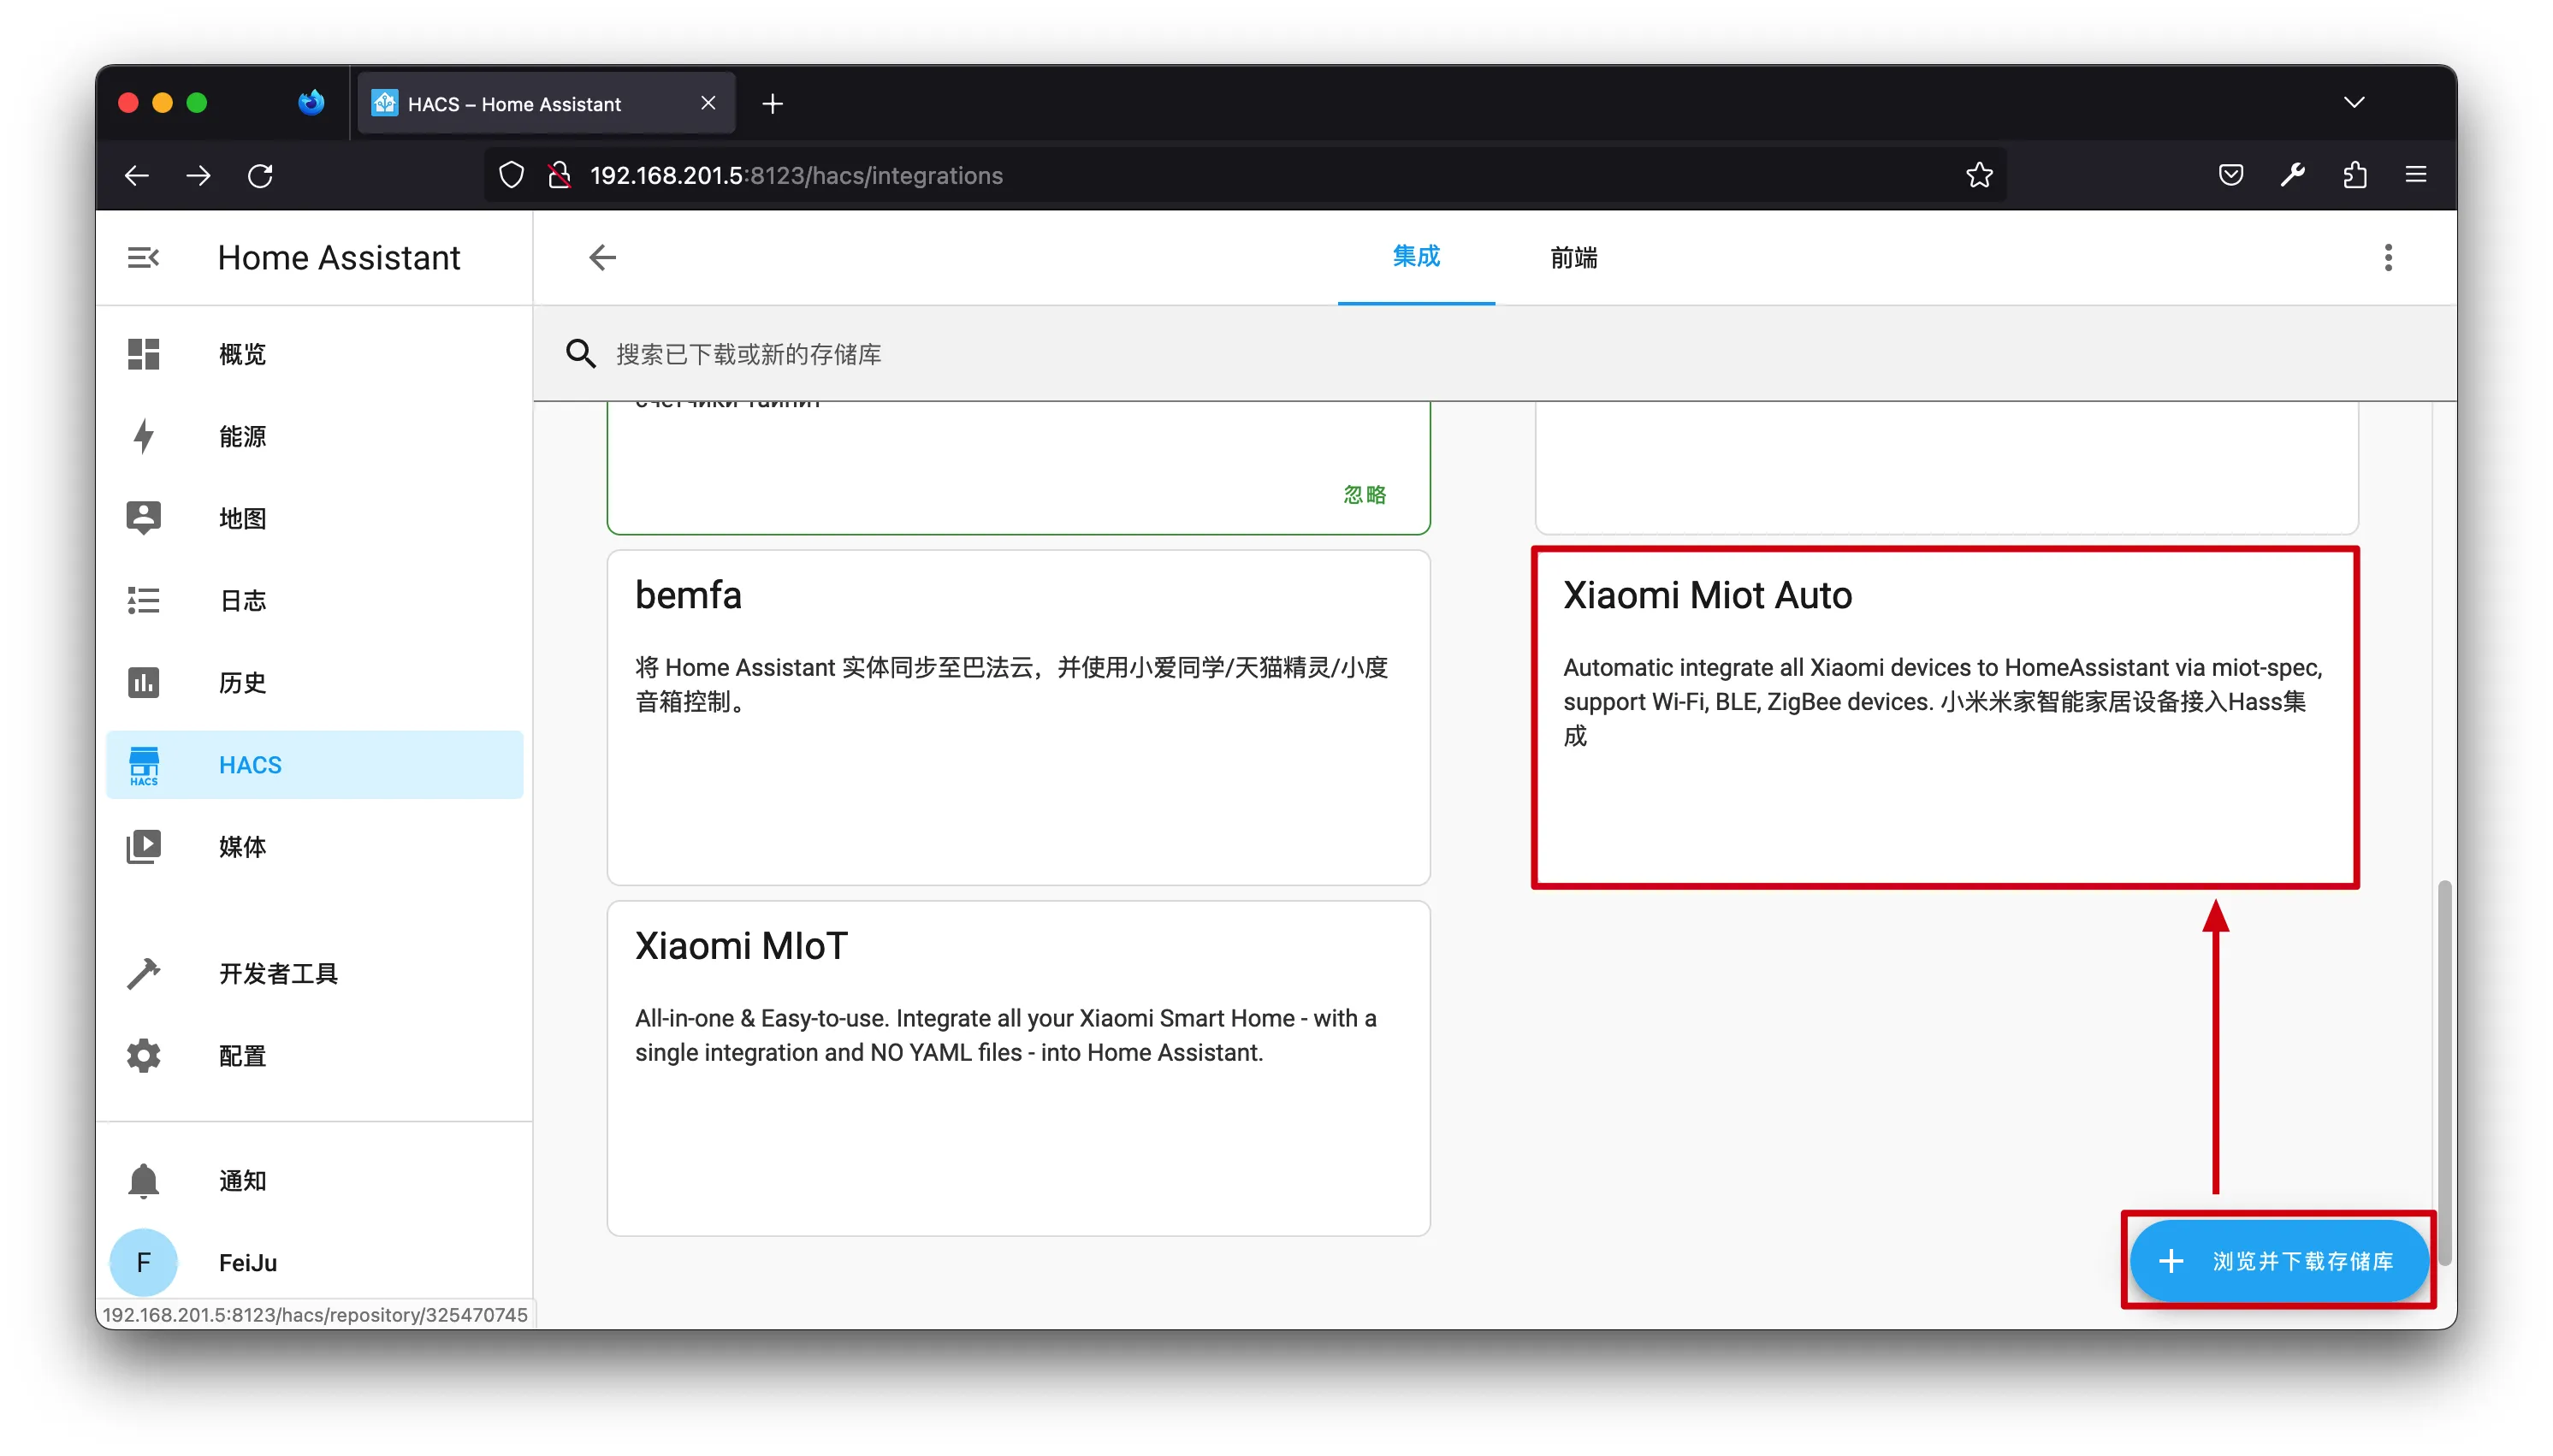 HACS – Home Assistant
192.168.201.5:8123/hacs/integrations
Home Assistant
集成
前端
概览
搜索已下载或新的存储库
能源
忽略
地图
日志
bemfa
将 Home Assistant 实体同步至巴法云，并使用小爱同学/天猫精灵/小度
音箱控制。
Xiaomi Miot Auto
Automatic integrate all Xiaomi devices to HomeAssistant via miot-spec,
support Wi-Fi, BLE, ZigBee devices. 小米米家智能家居设备接入Hass集
成
历史
HACS
HACS
媒体
Xiaomi MIoT
All-in-one & Easy-to-use. Integrate all your Xiaomi Smart Home - with a
single integration and NO YAML files - into Home Assistant.
开发者工具
配置
通知
F
FeiJu
浏览并下载存储库
192.168.201.5:8123/hacs/repository/325470745